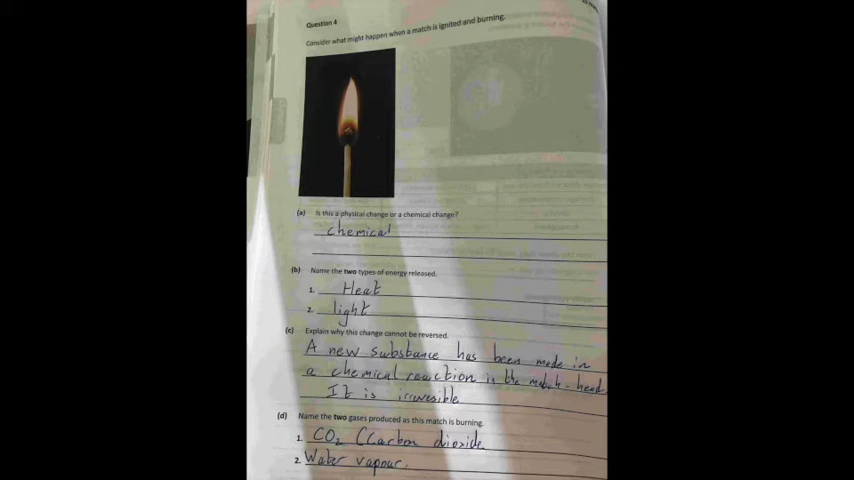 Question 4
Consider what might happen when a match is ignited and burning.
(a) Is this a physical change or a chemical change?
chemical
(b) Name the two types of energy released.
1. Heat
2. light
(c) Explain why this change cannot be reversed.
A new substance has been made in
a chemical reaction in the match-head
It is irrvesible
(d) Name the two gases produced as this match is burning.
1. CO₂ (Carbon dioxide
2. Water vapour.